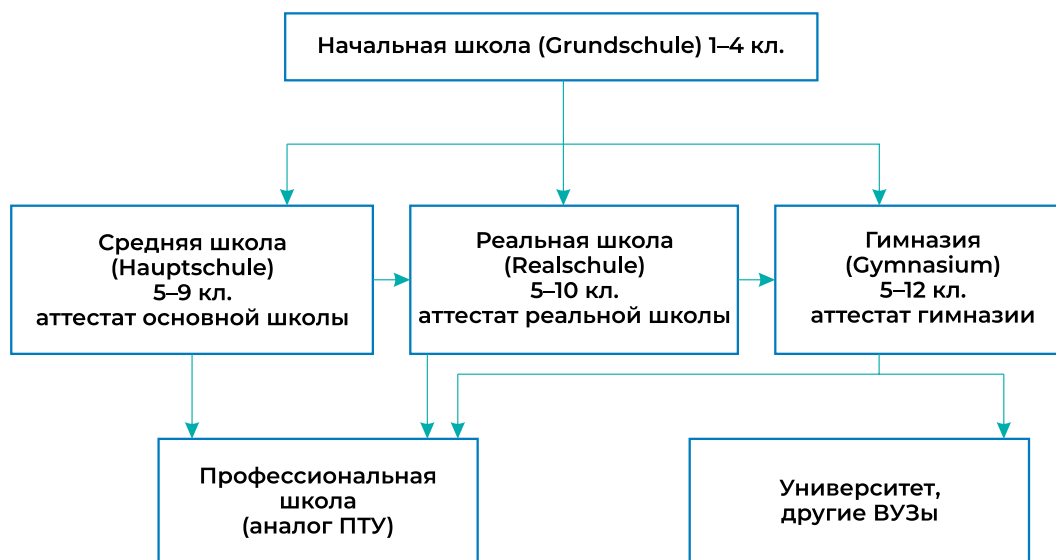 Начальная школа (Grundschule) 1–4 кл.
Средняя школа
(Hauptschule)
5–9 кл.
аттестат основной школы
Реальная школа
(Realschule)
5–10 кл.
аттестат реальной школы
Гимназия
(Gymnasium)
5–12 кл.
аттестат гимназии
Профессиональная
школа
(аналог ПТУ)
Университет,
другие ВУЗы